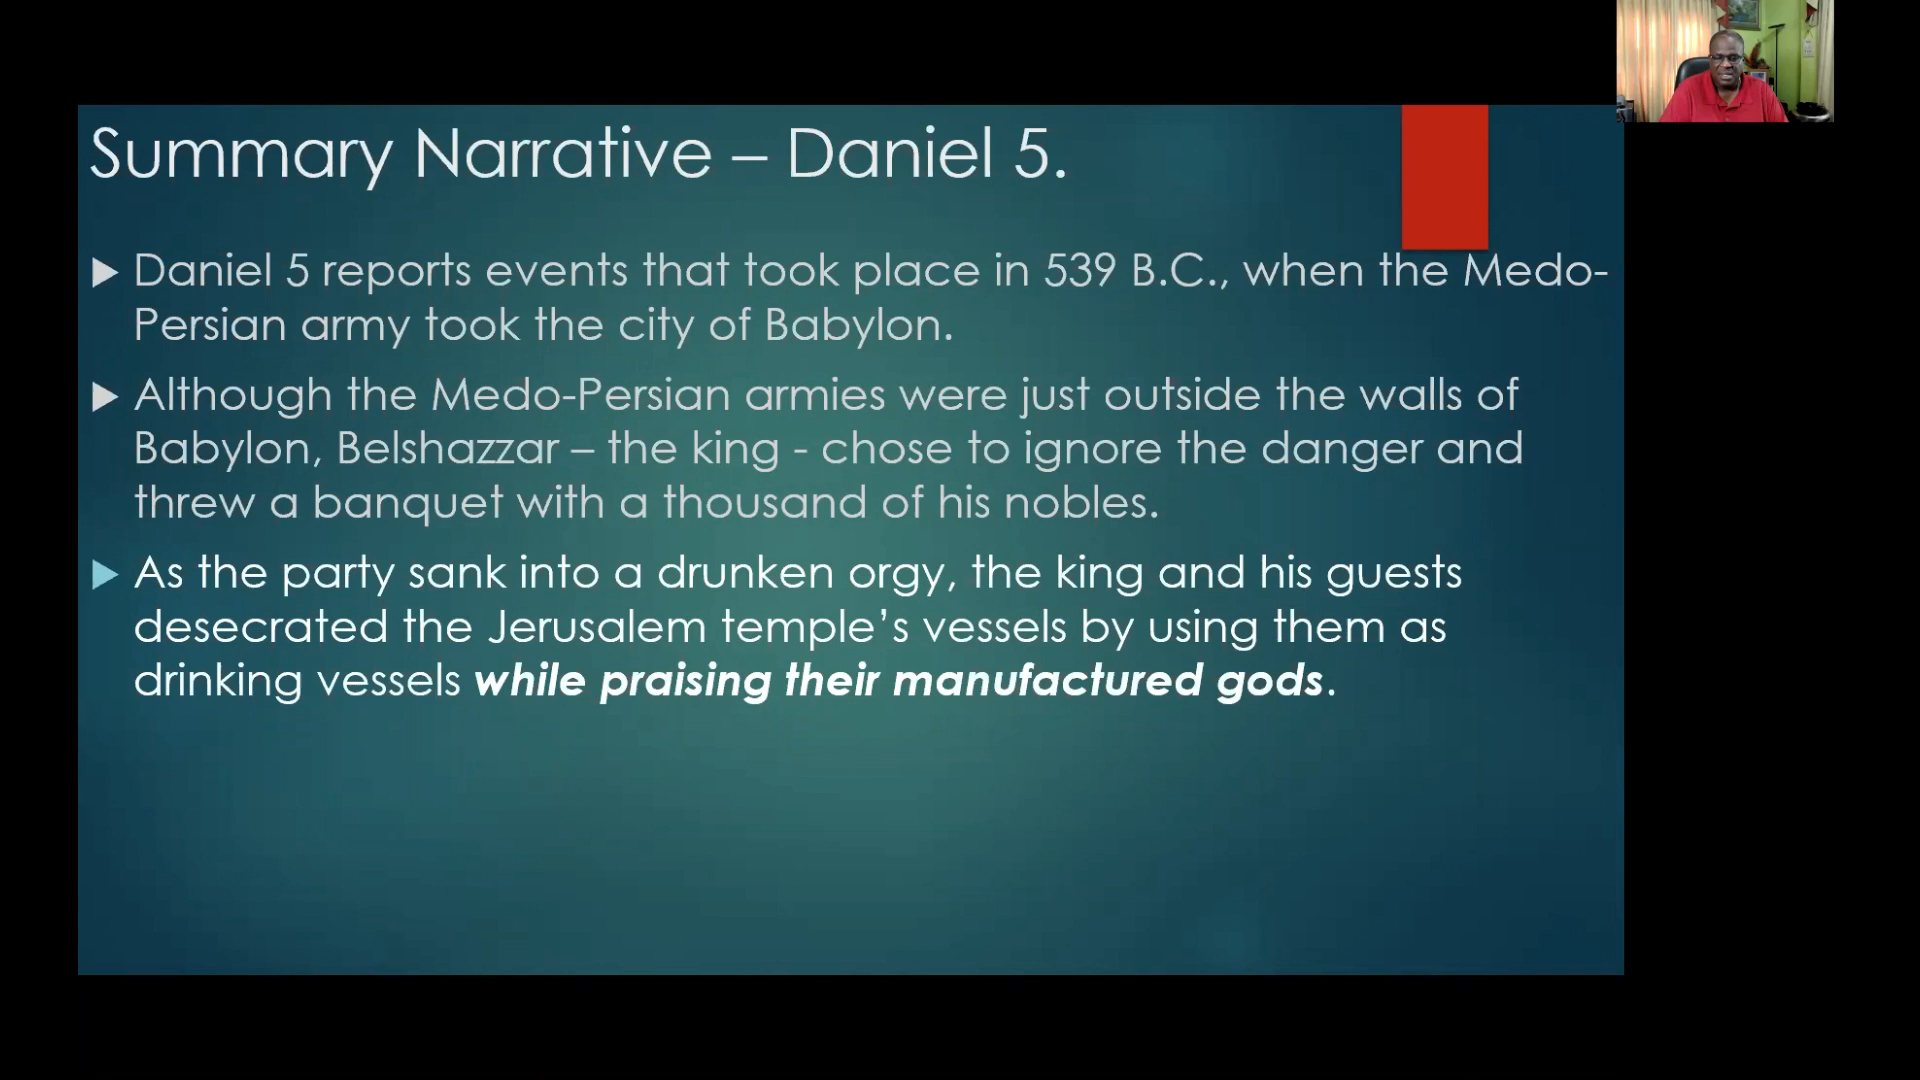 Summary Narrative – Daniel 5.
Daniel 5 reports events that took place in 539 B.C., when the Medo-
Persian army took the city of Babylon.
Although the Medo-Persian armies were just outside the walls of
Babylon, Belshazzar – the king - chose to ignore the danger and
threw a banquet with a thousand of his nobles.
As the party sank into a drunken orgy, the king and his guests
desecrated the Jerusalem temple’s vessels by using them as
drinking vessels while praising their manufactured gods.